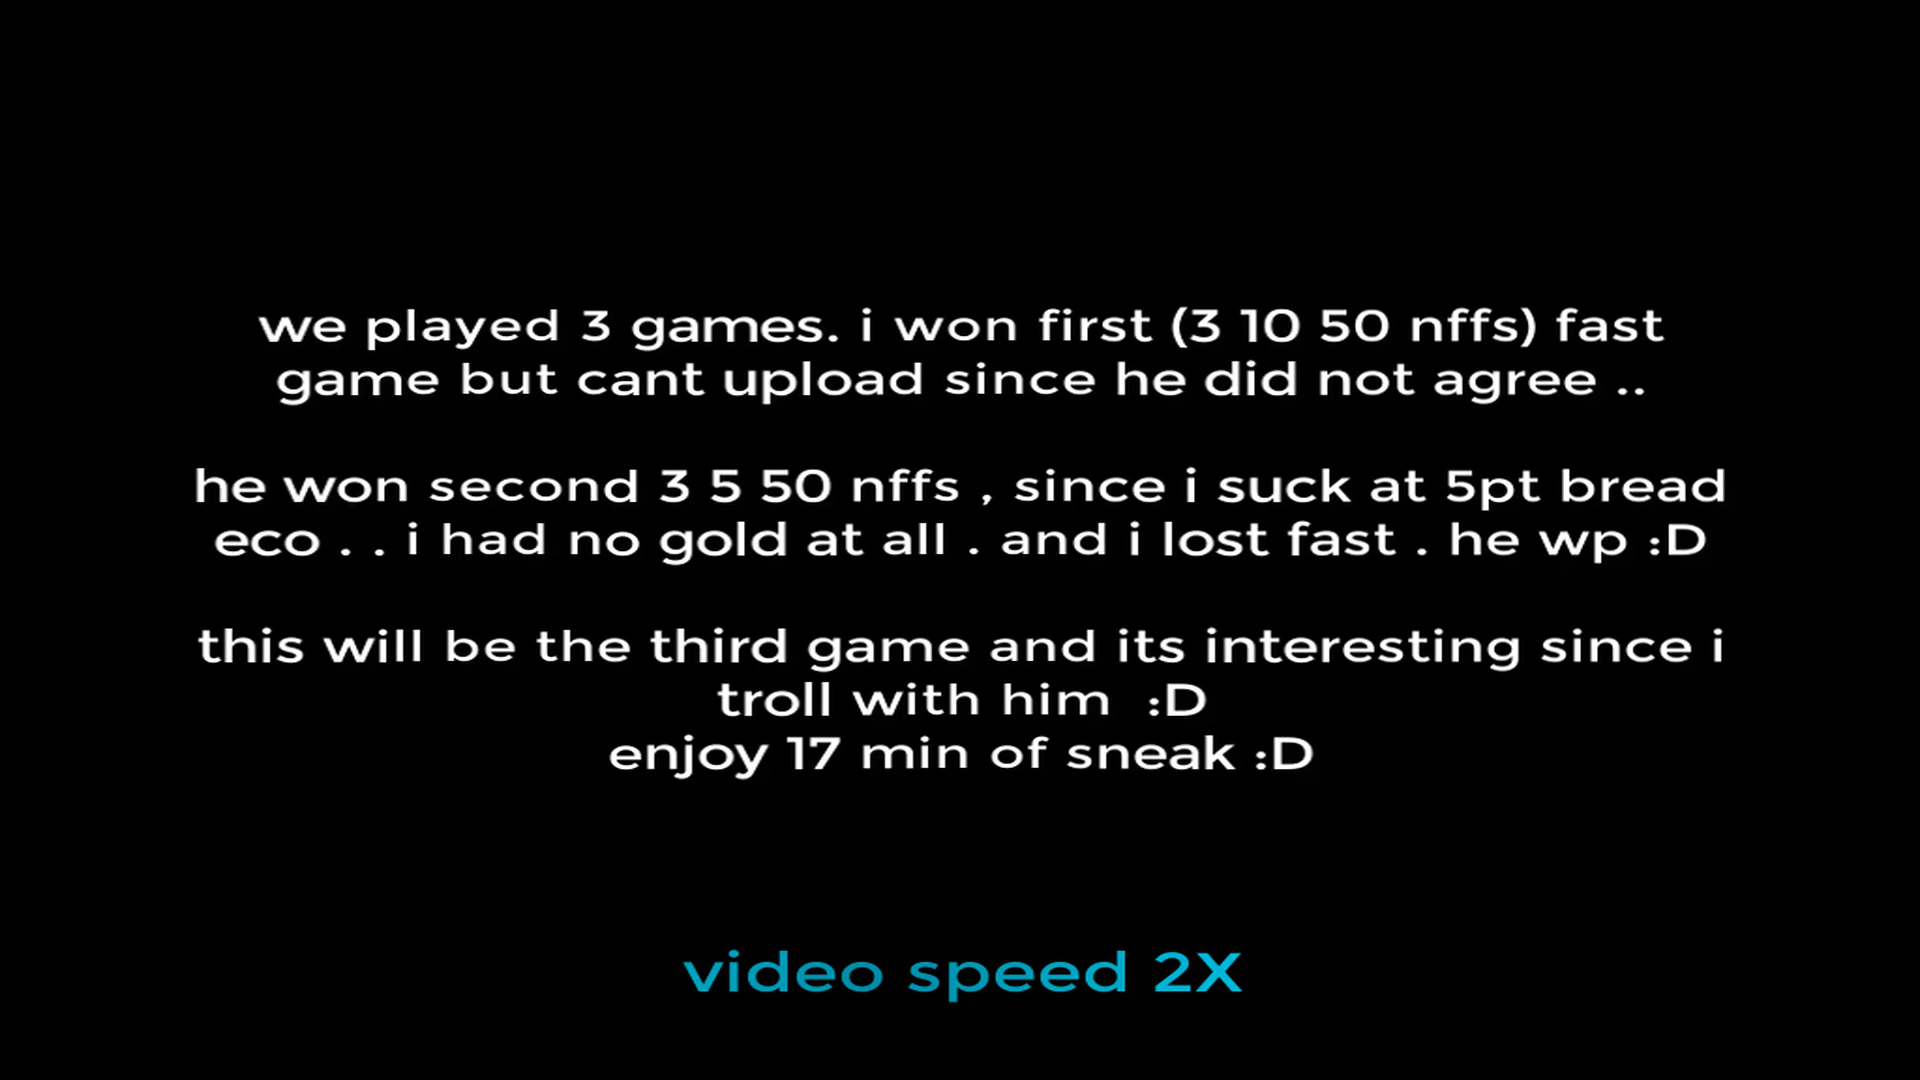 we played 3 games. i won first (3 10 50 nffs) fast
game but cant upload since he did not agree ..
he won second 3 5 50 nffs , since i suck at 5pt bread
eco . . i had no gold at all . and i lost fast . he wp :D
this will be the third game and its interesting since i
troll with him  :D
enjoy 17 min of sneak :D
video speed 2X